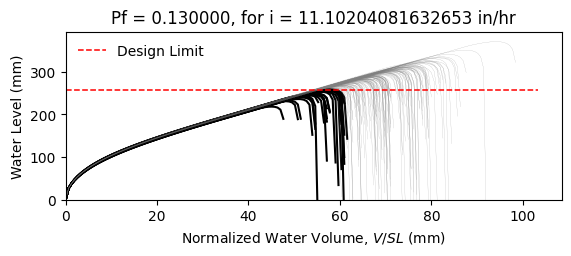 Pf = 0.130000, for i = 11.10204081632653 in/hr
Design Limit
Water Level (mm)
300
200
100
0
0 20 40 60 80 100
Normalized Water Volume, V/SL (mm)